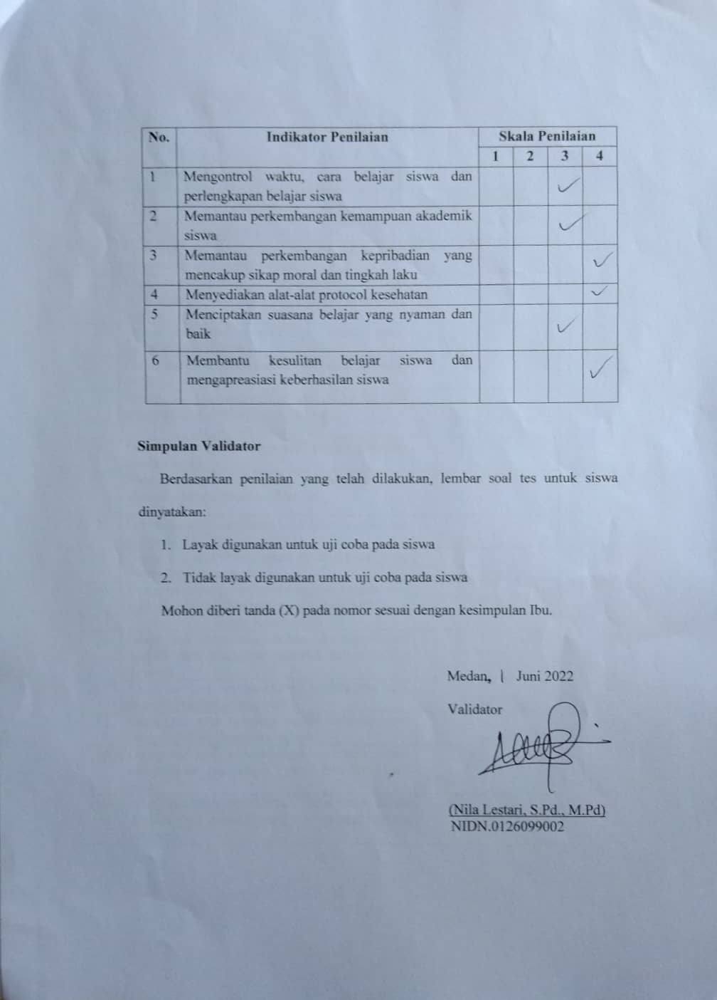 No. Indikator Penilaian Skala Penilaian
1 2 3 4
1 Mengontrol waktu, cara belajar siswa dan ✓
perlengkapan belajar siswa
2 Memantau perkembangan kemampuan akademik ✓
siswa
3 Memantau perkembangan kepribadian yang ✓
mencakup sikap moral dan tingkah laku
4 Menyediakan alat-alat protocol kesehatan ✓
5 Menciptakan suasana belajar yang nyaman dan ✓
baik
6 Membantu kesulitan belajar siswa dan ✓
mengapreasiasi keberhasilan siswa
Simpulan Validator
Berdasarkan penilaian yang telah dilakukan, lembar soal tes untuk siswa
dinyatakan:
1. Layak digunakan untuk uji coba pada siswa
2. Tidak layak digunakan untuk uji coba pada siswa
Mohon diberi tanda (X) pada nomor sesuai dengan kesimpulan Ibu.
Medan, 1 Juni 2022
Validator
(Nila Lestari, S.Pd., M.Pd)
NIDN.0126099002